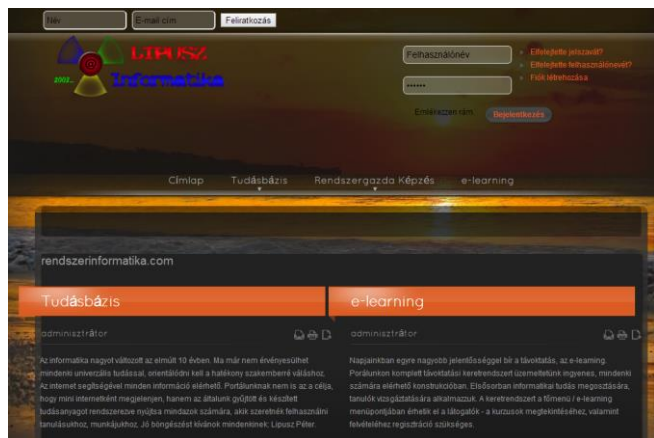 Név
E-mail cím
Feliratkozás
LIPUSZ
2002..
Informatika
Felhasználónév
Elfelejtette jelszavát?
Elfelejtette felhasználónevét?
Fiók létrehozása
••••••
Emlékezzen rám
Bejelentkezés
Címlap Tudásbázis Rendszergazda Képzés e-learning
rendszerinformatika.com
Tudásbázis
adminisztrátor
Az informatika nagyot változott az elmúlt 10 évben. Ma már nem érvényesülhet
mindenki univerzális tudással, orientálódni kell a hatékony szakemberré váláshoz.
Az internet segítségével minden információ elérhető. Portálunknak nem is az a célja,
hogy mini internetként megjelenjen, hanem az általunk gyűjtött és készített
tudásanyagot rendszerezve nyújtsa mindazok számára, akik szeretnék felhasználni
tanulásukhoz, munkájukhoz. Jó böngészést kívánok mindenkinek: Lipusz Péter.
e-learning
adminisztrátor
Napjainkban egyre nagyobb jelentősséggel bír a távoktatás, az e-learning.
Porálunkon komplett távoktatási keretrendszert üzemeltetünk ingyenes, mindenki
számára elérhető konstrukcióban. Elsősorban informatikai tudás megosztására,
tanulók vizsgáztatására alkalmazzuk. A keretrendszert a főmenü / e-learning
menüpontjában érhetik el a látogatók - a kurzusok megtekintéséhez, valamint
felvételéhez regisztráció szükséges.